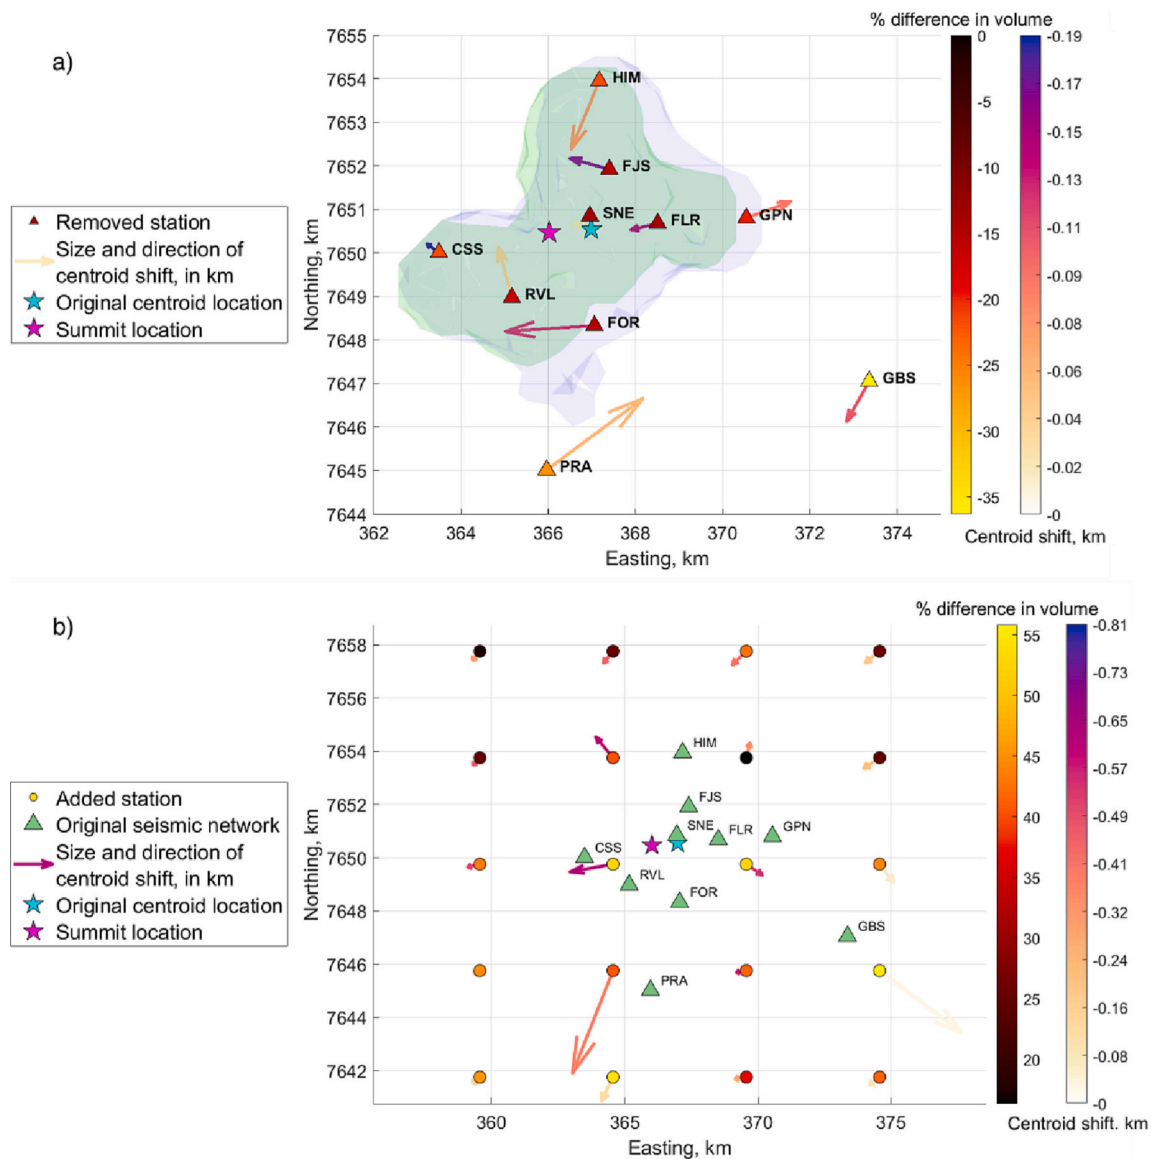 % difference in volume
a)
7655
7654
7653
7652
7651
7650
7649
7648
7647
7646
7645
7644
Northing, km
362
364
366
368
370
372
374
Easting, km
HIM
FJS
SNE
FLR
GPN
CSS
RVL
FOR
GBS
PRA
Removed station
Size and direction of
centroid shift, in km
Original centroid location
Summit location
0
-5
-10
-15
-20
-25
-30
-35
-0.19
-0.17
-0.15
-0.13
-0.11
-0.09
-0.08
-0.06
-0.04
-0.02
-0
Centroid shift, km
% difference in volume
b)
7658
7656
7654
7652
7650
7648
7646
7644
7642
Northing, km
360
365
370
375
Easting, km
HIM
FJS
SNE
FLR
GPN
CSS
RVL
FOR
GBS
PRA
Added station
Original seismic network
Size and direction of
centroid shift, in km
Original centroid location
Summit location
55
50
45
40
35
30
25
20
-0.81
-0.73
-0.65
-0.57
-0.49
-0.41
-0.32
-0.24
-0.16
-0.08
-0
Centroid shift. km